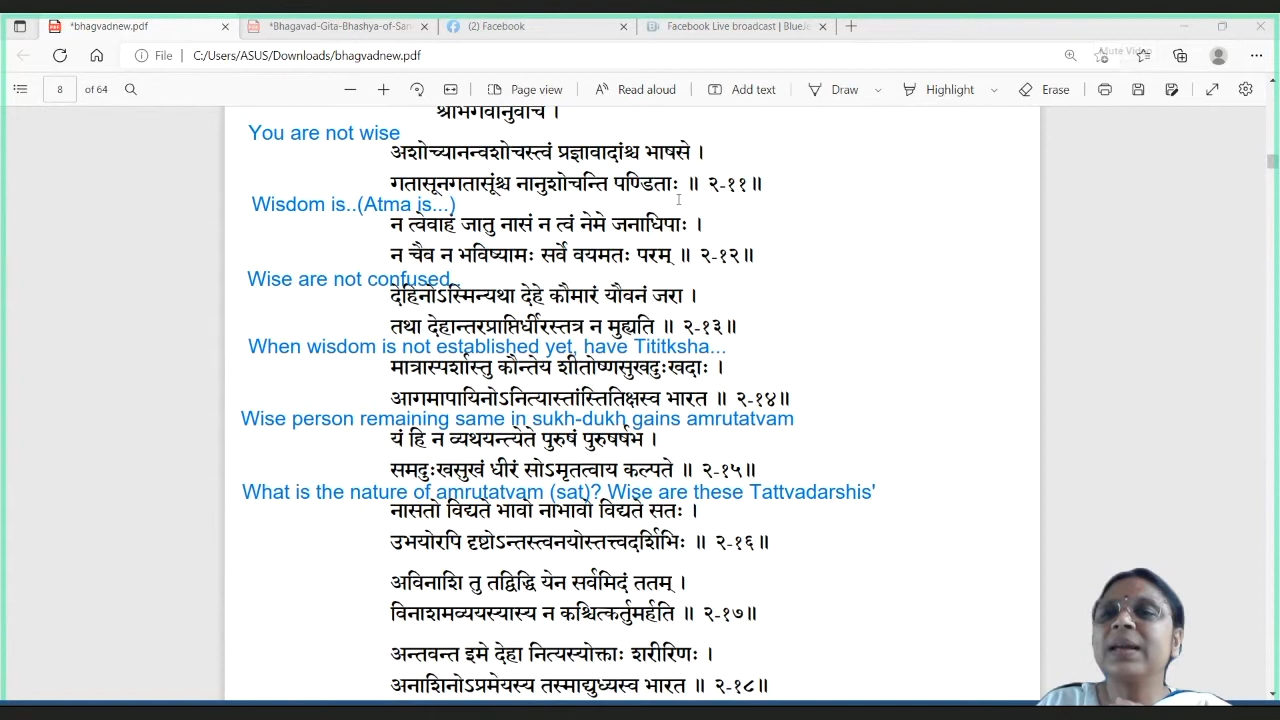 *bhagvadnew.pdf
*Bhagavad-Gita-Bhashya-of-San
(2) Facebook
Facebook Live broadcast | BlueJe
File
C:/Users/ASUS/Downloads/bhagvadnew.pdf
Mute Video
8 of 64
Page view
Read aloud
Add text
Draw
Highlight
Erase
श्रीभगवानुवाच ।
You are not wise
अशोच्यानन्वशोचस्त्वं प्रज्ञावादांश्च भाषसे ।
गतासूनगतासूंश्च नानुशोचन्ति पण्डिताः ॥ २-११॥
Wisdom is..(Atma is...)
न त्वेवाहं जातु नासं न त्वं नेमे जनाधिपाः ।
न चैव न भविष्यामः सर्वे वयमतः परम् ॥ २-१२॥
Wise are not confused..
देहिनोऽस्मिन्यथा देहे कौमारं यौवनं जरा ।
तथा देहान्तरप्राप्तिर्धीरस्तत्र न मुह्यति ॥ २-१३॥
When wisdom is not established yet, have Tititksha...
मात्रास्पर्शास्तु कौन्तेय शीतोष्णसुखदुःखदाः ।
आगमापायिनोऽनित्यास्तांस्तितिक्षस्व भारत ॥ २-१४॥
Wise person remaining same in sukh-dukh gains amrutatvam
यं हि न व्यथयन्त्येते पुरुषं पुरुषर्षभ ।
समदुःखसुखं धीरं सोऽमृतत्वाय कल्पते ॥ २-१५॥
What is the nature of amrutatvam (sat)? Wise are these Tattvadarshis'
नासतो विद्यते भावो नाभावो विद्यते सतः ।
उभयोरपि दृष्टोऽन्तस्त्वनयोस्तत्त्वदर्शिभिः ॥ २-१६॥
अविनाशि तु तद्विद्धि येन सर्वमिदं ततम् ।
विनाशमव्ययस्यास्य न कश्चित्कर्तुमर्हति ॥ २-१७॥
अन्तवन्त इमे देहा नित्यस्योक्ताः शरीरिणः ।
अनाशिनोऽप्रमेयस्य तस्माद्युध्यस्व भारत ॥ २-१८॥